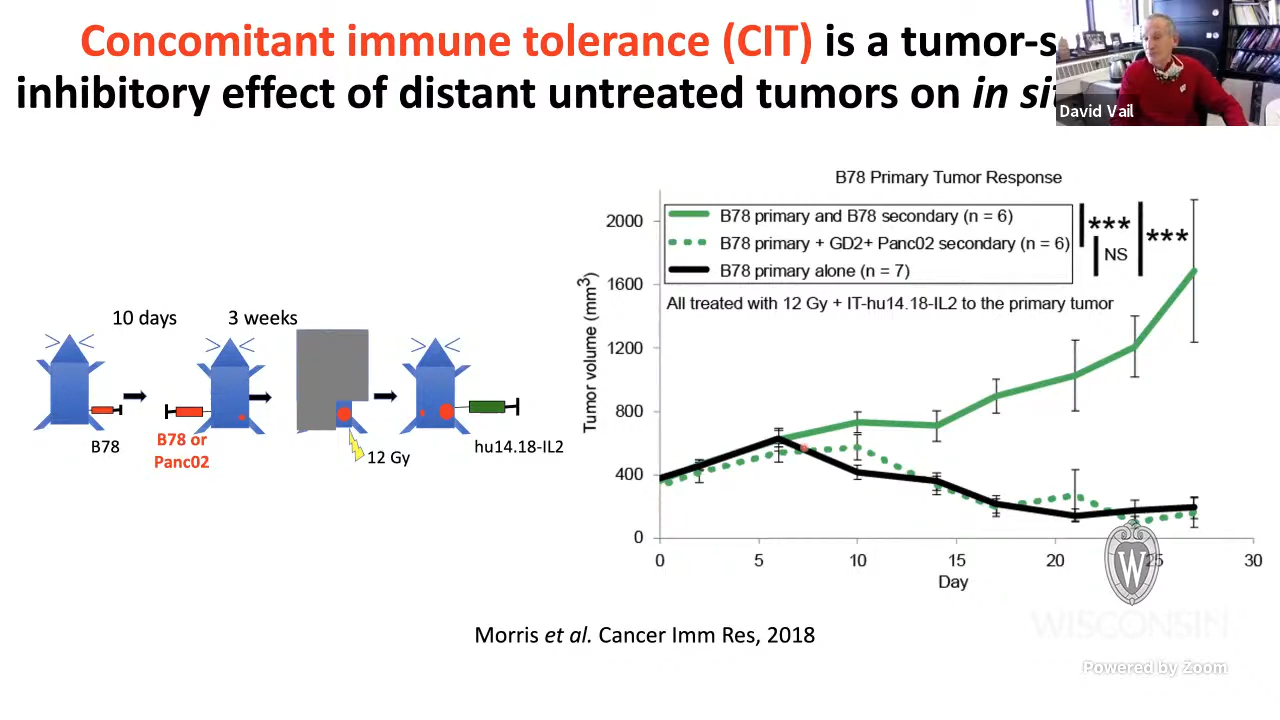 Concomitant immune tolerance (CIT) is a tumor-s
inhibitory effect of distant untreated tumors on in sit
David Vail
10 days
3 weeks
B78
B78 or
Panc02
12 Gy
hu14.18-IL2
B78 Primary Tumor Response
B78 primary and B78 secondary (n = 6)
B78 primary + GD2+ Panc02 secondary (n = 6)
B78 primary alone (n = 7)
***
NS
***
All treated with 12 Gy + IT-hu14.18-IL2 to the primary tumor
Tumor volume (mm3)
2000
1600
1200
800
400
0
0 5 10 15 20 25 30
Day
W
Morris et al. Cancer Imm Res, 2018
WISCONSIN
Powered by Zoom